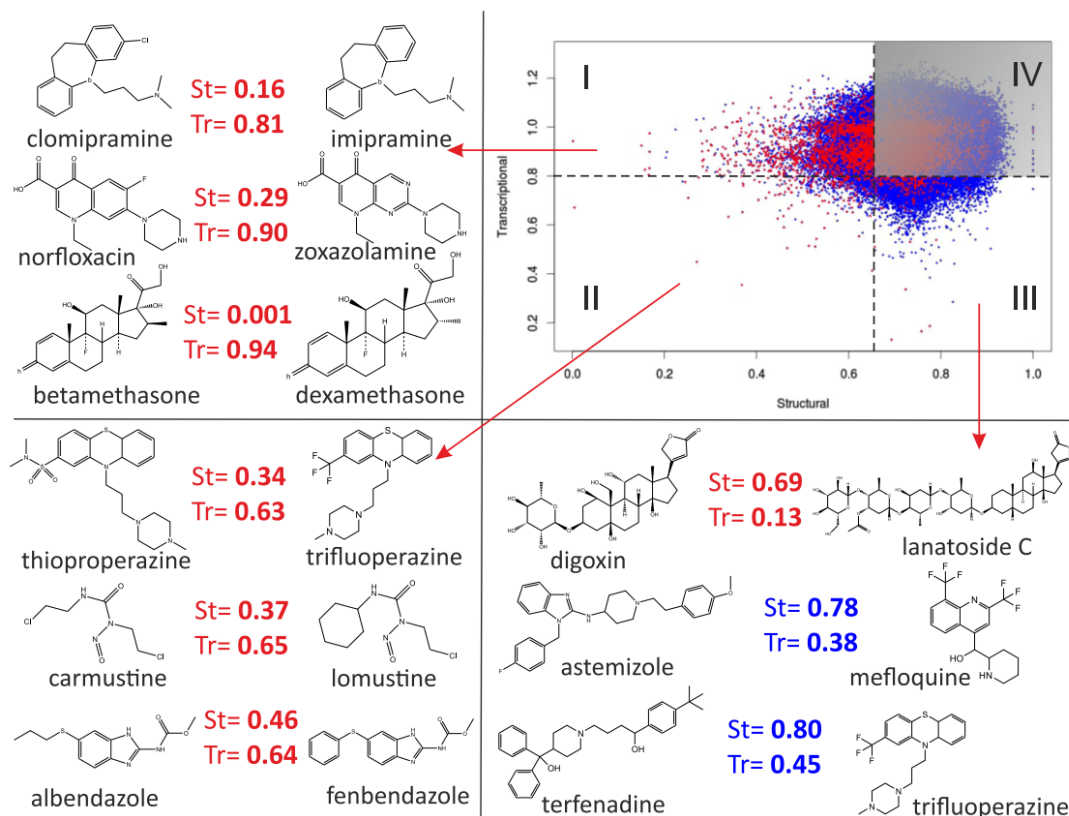 clomipramine
St= 0.16
Tr= 0.81
imipramine
norfloxacin
St= 0.29
Tr= 0.90
zoxazolamine
betamethasone
St= 0.001
Tr= 0.94
dexamethasone
I
II
III
IV
Transcriptional
1.2
1.0
0.8
0.6
0.4
0.2
0.0
0.2
0.4
0.6
0.8
1.0
Structural
thioproperazine
St= 0.34
Tr= 0.63
trifluoperazine
carmustine
St= 0.37
Tr= 0.65
lomustine
albendazole
St= 0.46
Tr= 0.64
fenbendazole
digoxin
St= 0.69
Tr= 0.13
lanatoside C
astemizole
St= 0.78
Tr= 0.38
mefloquine
terfenadine
St= 0.80
Tr= 0.45
trifluoperazine